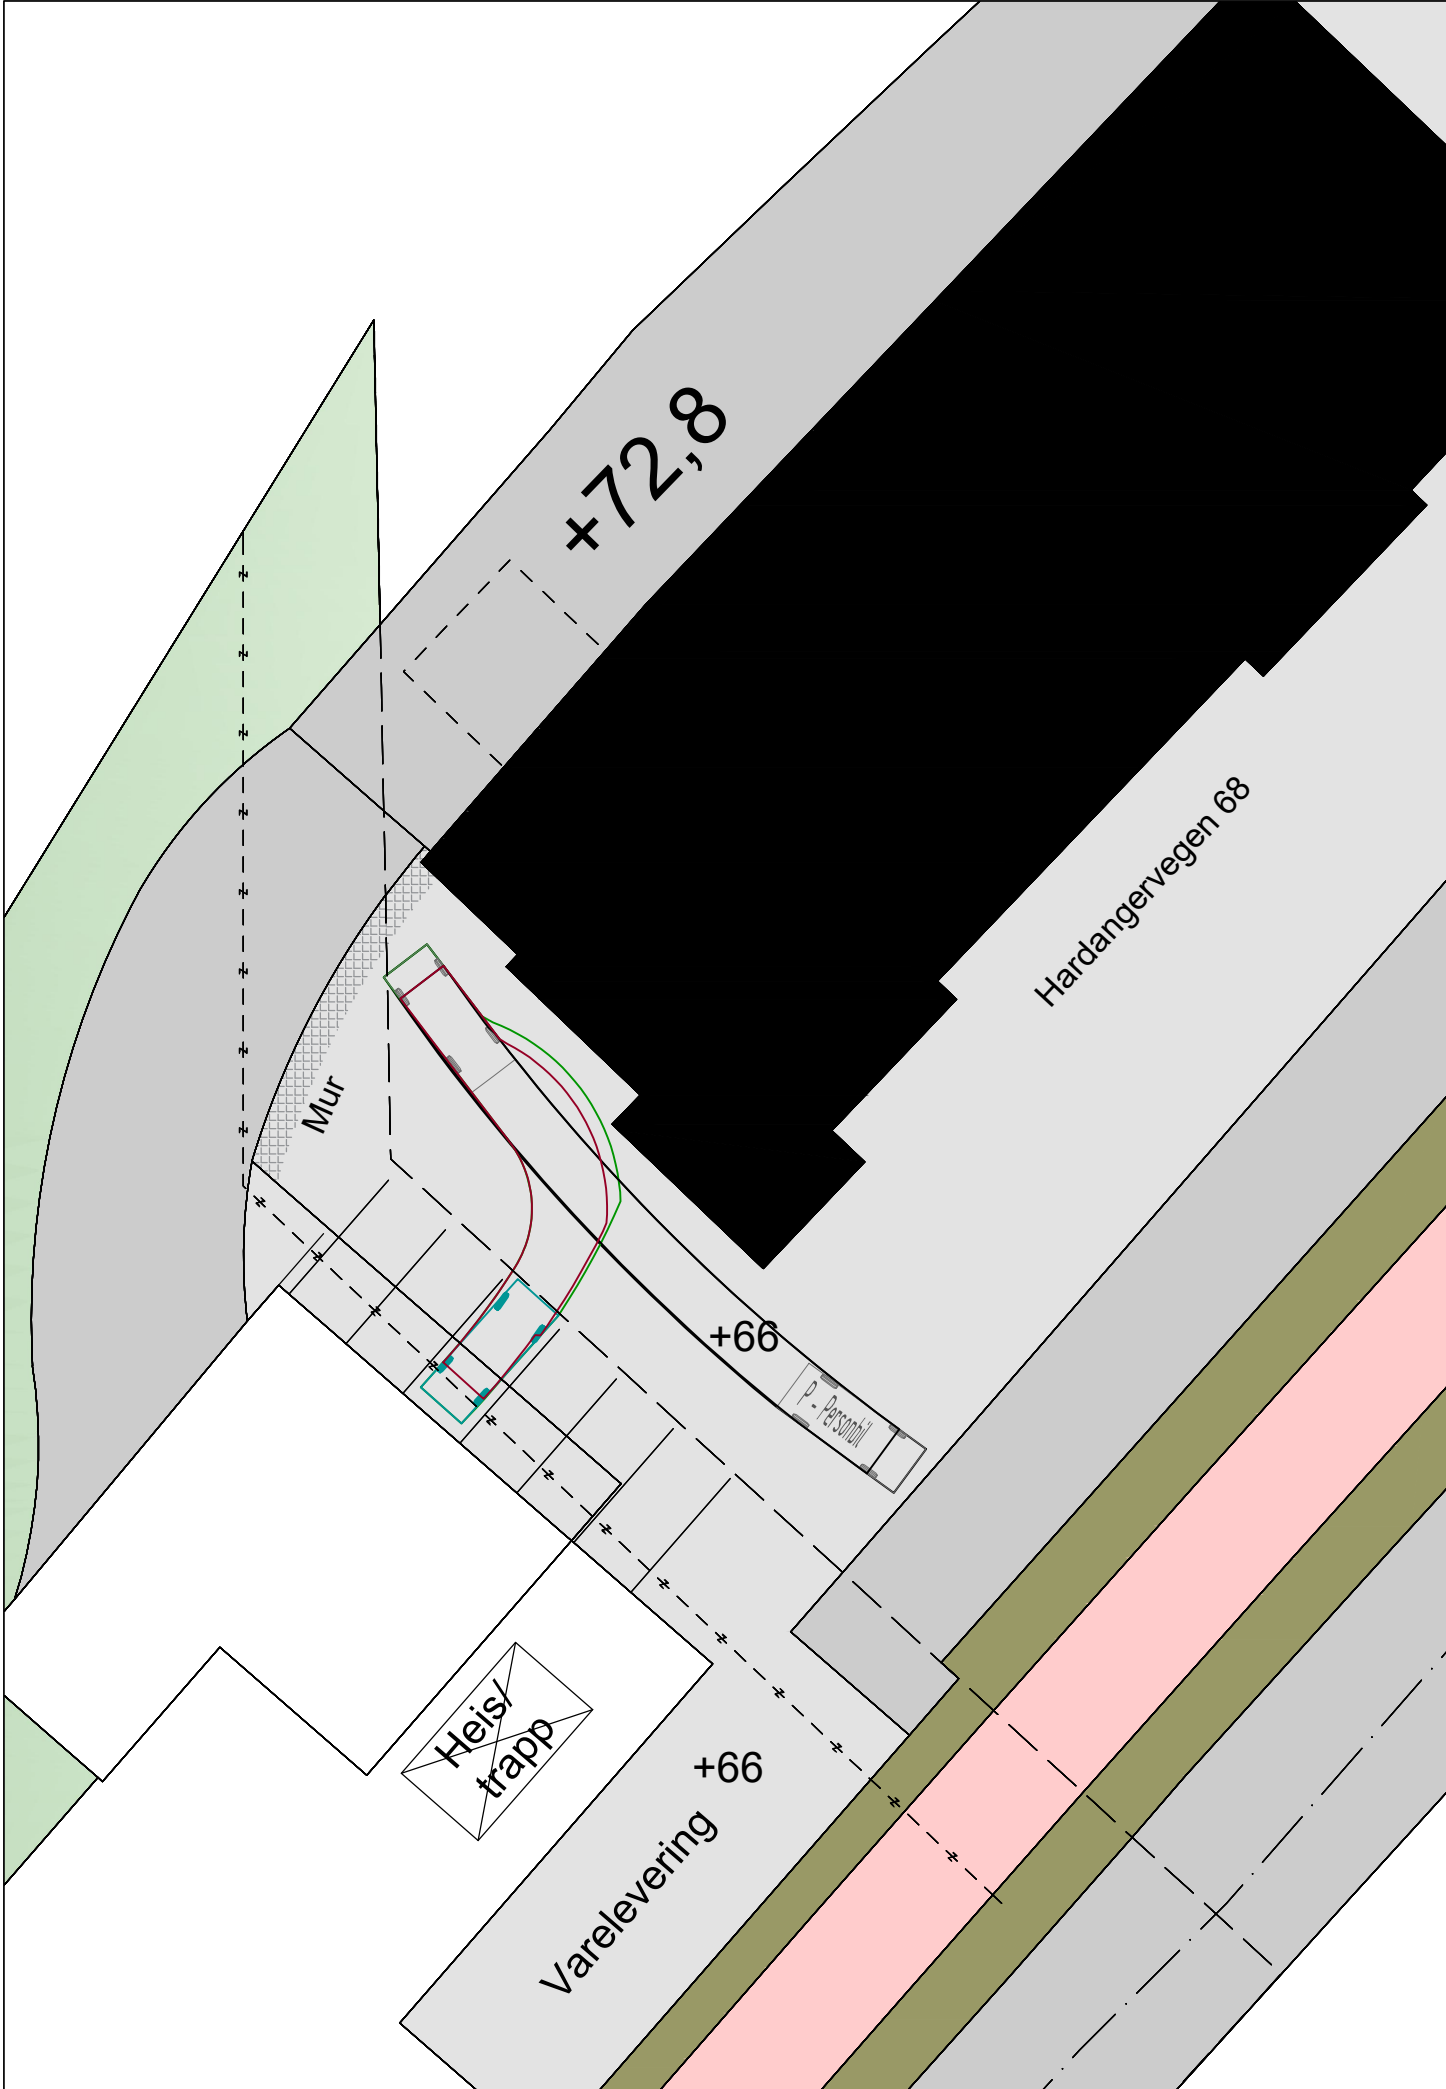 +72,8
Hardangervegen 68
Mur
+66
P - Personbil
Heis/
trapp
+66
Varelevering